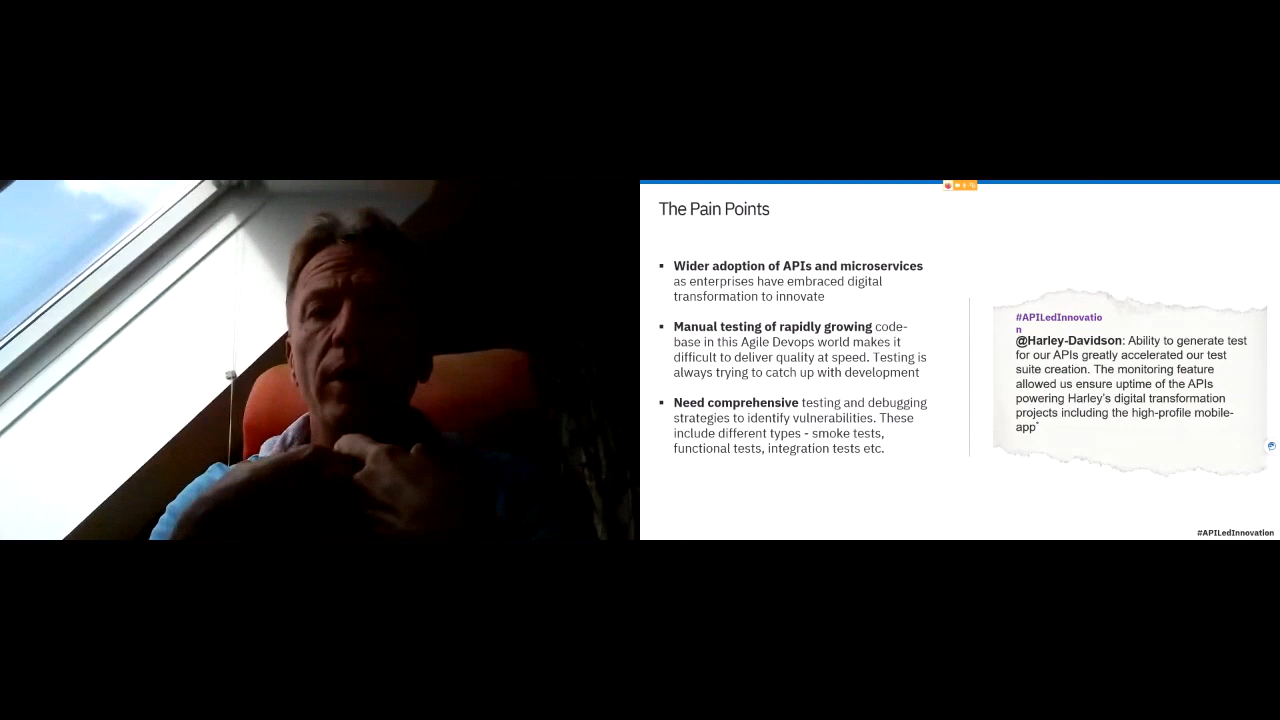 The Pain Points
▪ Wider adoption of APIs and microservices
as enterprises have embraced digital
transformation to innovate
▪ Manual testing of rapidly growing code-
base in this Agile Devops world makes it
difficult to deliver quality at speed. Testing is
always trying to catch up with development
▪ Need comprehensive testing and debugging
strategies to identify vulnerabilities. These
include different types - smoke tests,
functional tests, integration tests etc.
#APILedInnovatio
n
@Harley-Davidson: Ability to generate test
for our APIs greatly accelerated our test
suite creation. The monitoring feature
allowed us ensure uptime of the APIs
powering Harley's digital transformation
projects including the high-profile mobile-
app*
#APILedInnovation